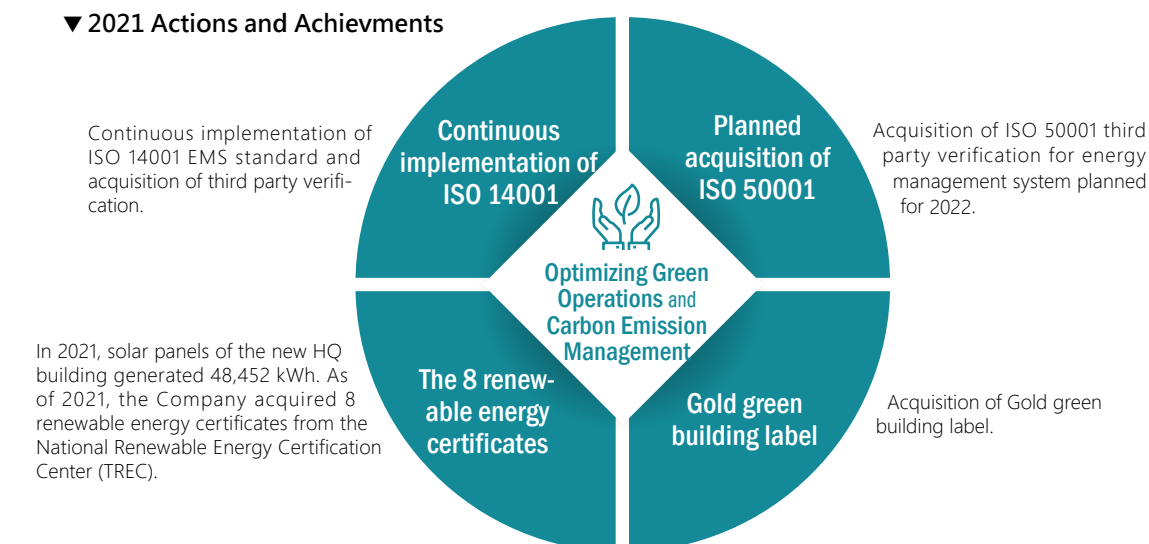 ▼ 2021 Actions and Achievments
Continuous implementation of
ISO 14001 EMS standard and
acquisition of third party verifi-
cation.
Continuous
implementation of
ISO 14001
Planned
acquisition of
ISO 50001
Acquisition of ISO 50001 third
party verification for energy
management system planned
for 2022.
Optimizing Green
Operations and
Carbon Emission
Management
In 2021, solar panels of the new HQ
building generated 48,452 kWh. As
of 2021, the Company acquired 8
renewable energy certificates from the
National Renewable Energy Certification
Center (TREC).
The 8 renew-
able energy
certificates
Gold green
building label
Acquisition of Gold green
building label.